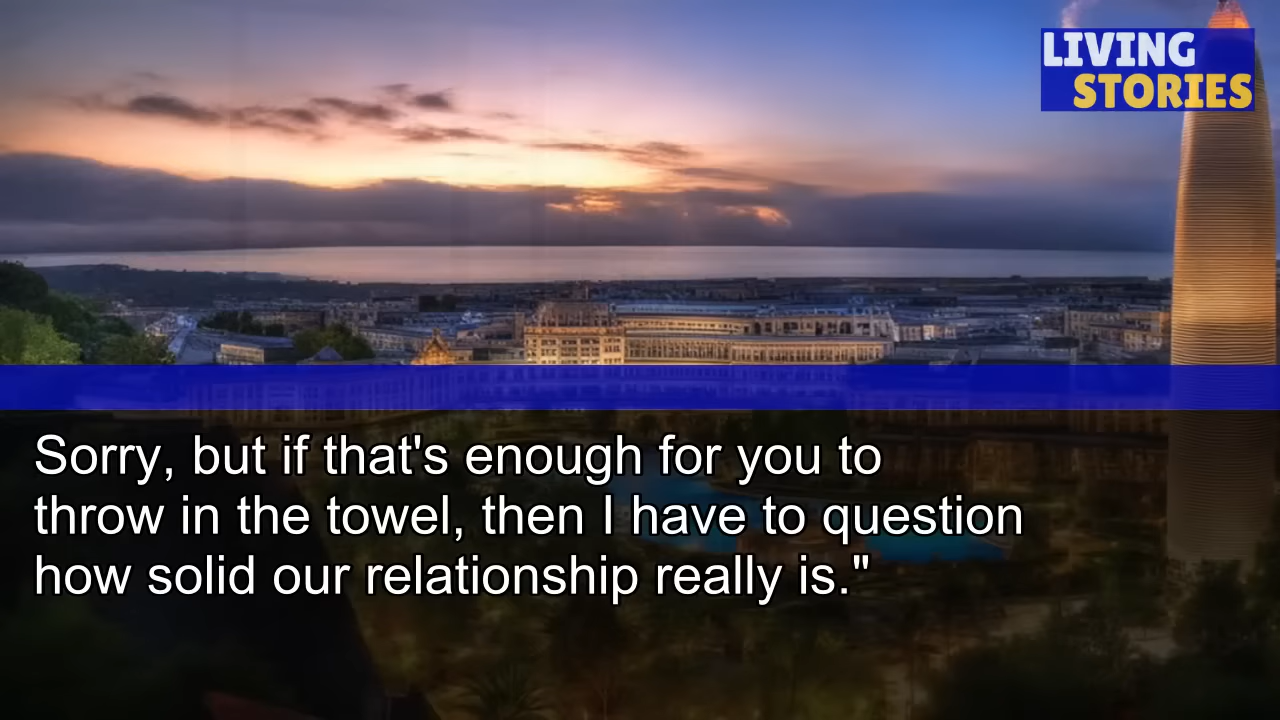 LIVING
STORIES
Sorry, but if that's enough for you to
throw in the towel, then I have to question
how solid our relationship really is."